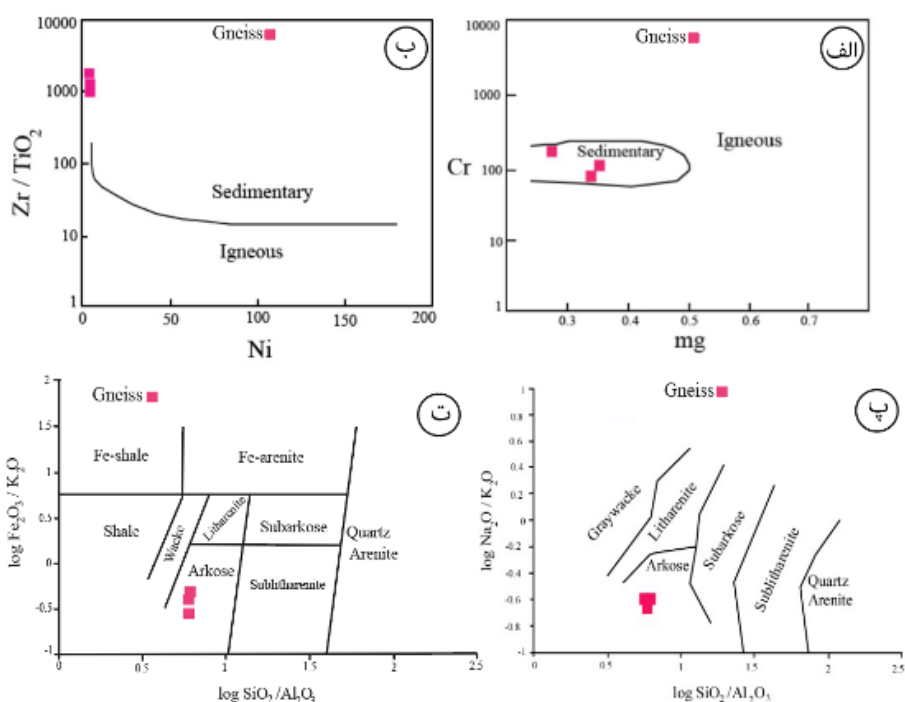 10000
1000
100
10
1
Zr / TiO2
Gneiss
ب
Sedimentary
Igneous
0
50
100
150
200
Ni
10000
1000
100
10
1
Cr
Gneiss
الف
Sedimentary
Igneous
0.3
0.4
0.5
0.6
0.7
mg
2
1.5
1
0.5
0
-0.5
-1
log Fe2O3 / K2O
Gneiss
ت
Fe-shale
Fe-arenite
Shale
Wacke
Litharenite
Subarkose
Arkose
Sublitharenite
Quartz
Arenite
0
0.5
1
1.5
2
2.5
log SiO2 /Al2O3
1
0.8
0.6
0.4
0.2
0
-0.2
-0.4
-0.6
-0.8
-1
log Na2O / K2O
Gneiss
پ
Graywacke
Litharenite
Arkose
Subarkose
Sublitharenite
Quartz
Arenite
0
0.5
1
1.5
2
2.5
log SiO2 /Al2O3